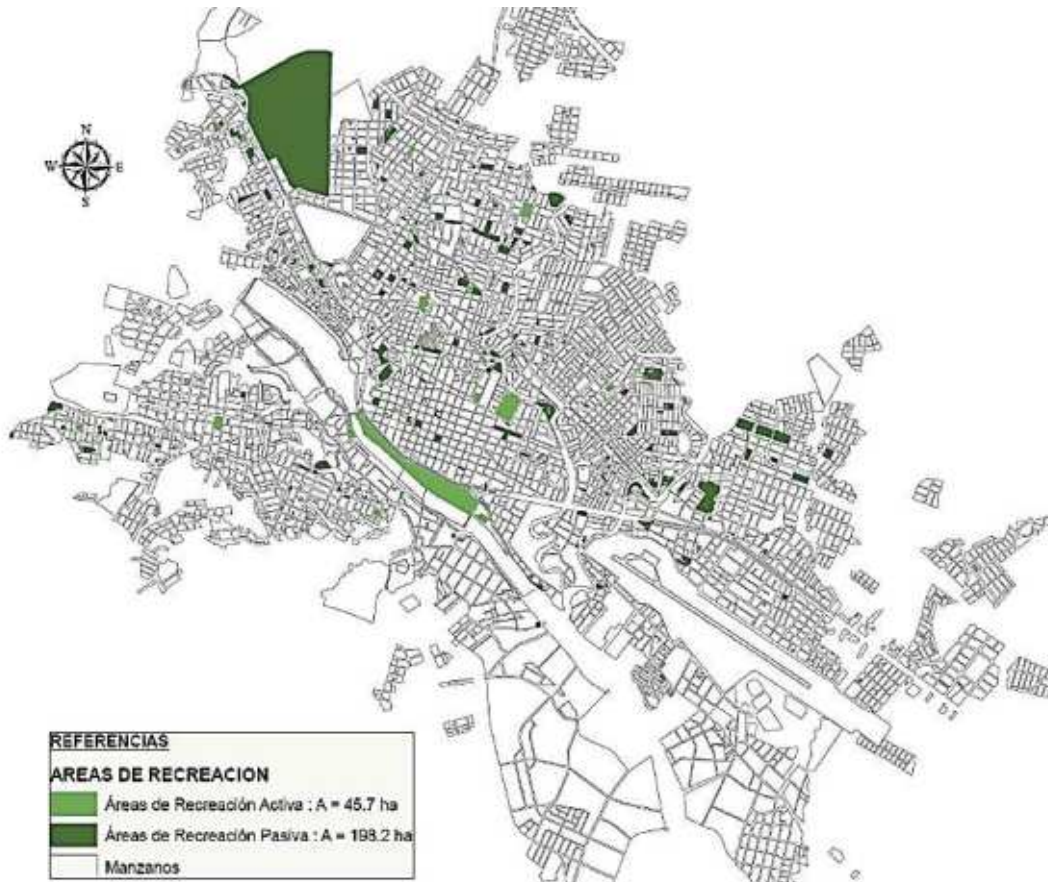 N
W E
S
REFERENCIAS
AREAS DE RECREACION
Áreas de Recreación Activa : A = 45.7 ha
Áreas de Recreación Pasiva : A = 198.2 ha
Manzanos